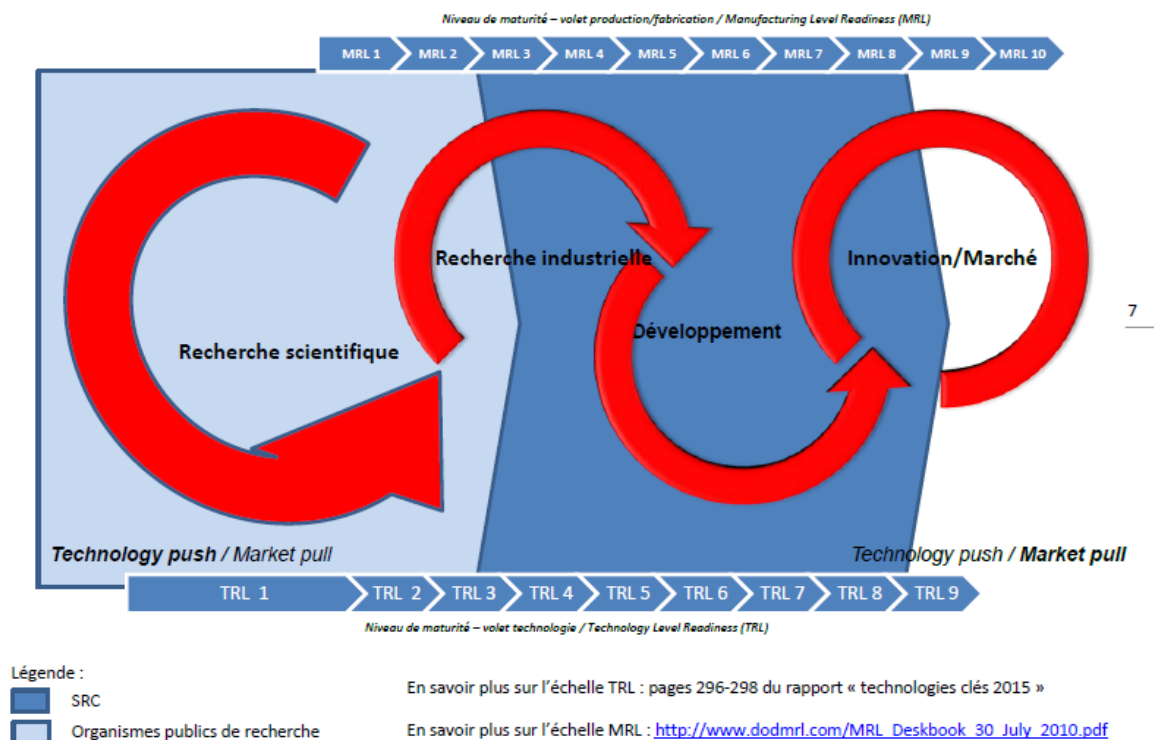 Niveau de maturité – volet production/fabrication / Manufacturing Level Readiness (MRL)
MRL 1 MRL 2 MRL 3 MRL 4 MRL 5 MRL 6 MRL 7 MRL 8 MRL 9 MRL 10
Recherche industrielle
Innovation/Marché
7
Développement
Recherche scientifique
Technology push / Market pull
Technology push / Market pull
TRL 1 TRL 2 TRL 3 TRL 4 TRL 5 TRL 6 TRL 7 TRL 8 TRL 9
Niveau de maturité – volet technologie / Technology Level Readiness (TRL)
Légende :
SRC
Organismes publics de recherche
En savoir plus sur l'échelle TRL : pages 296-298 du rapport « technologies clés 2015 »
En savoir plus sur l'échelle MRL : http://www.dodmrl.com/MRL_Deskbook_30_July_2010.pdf